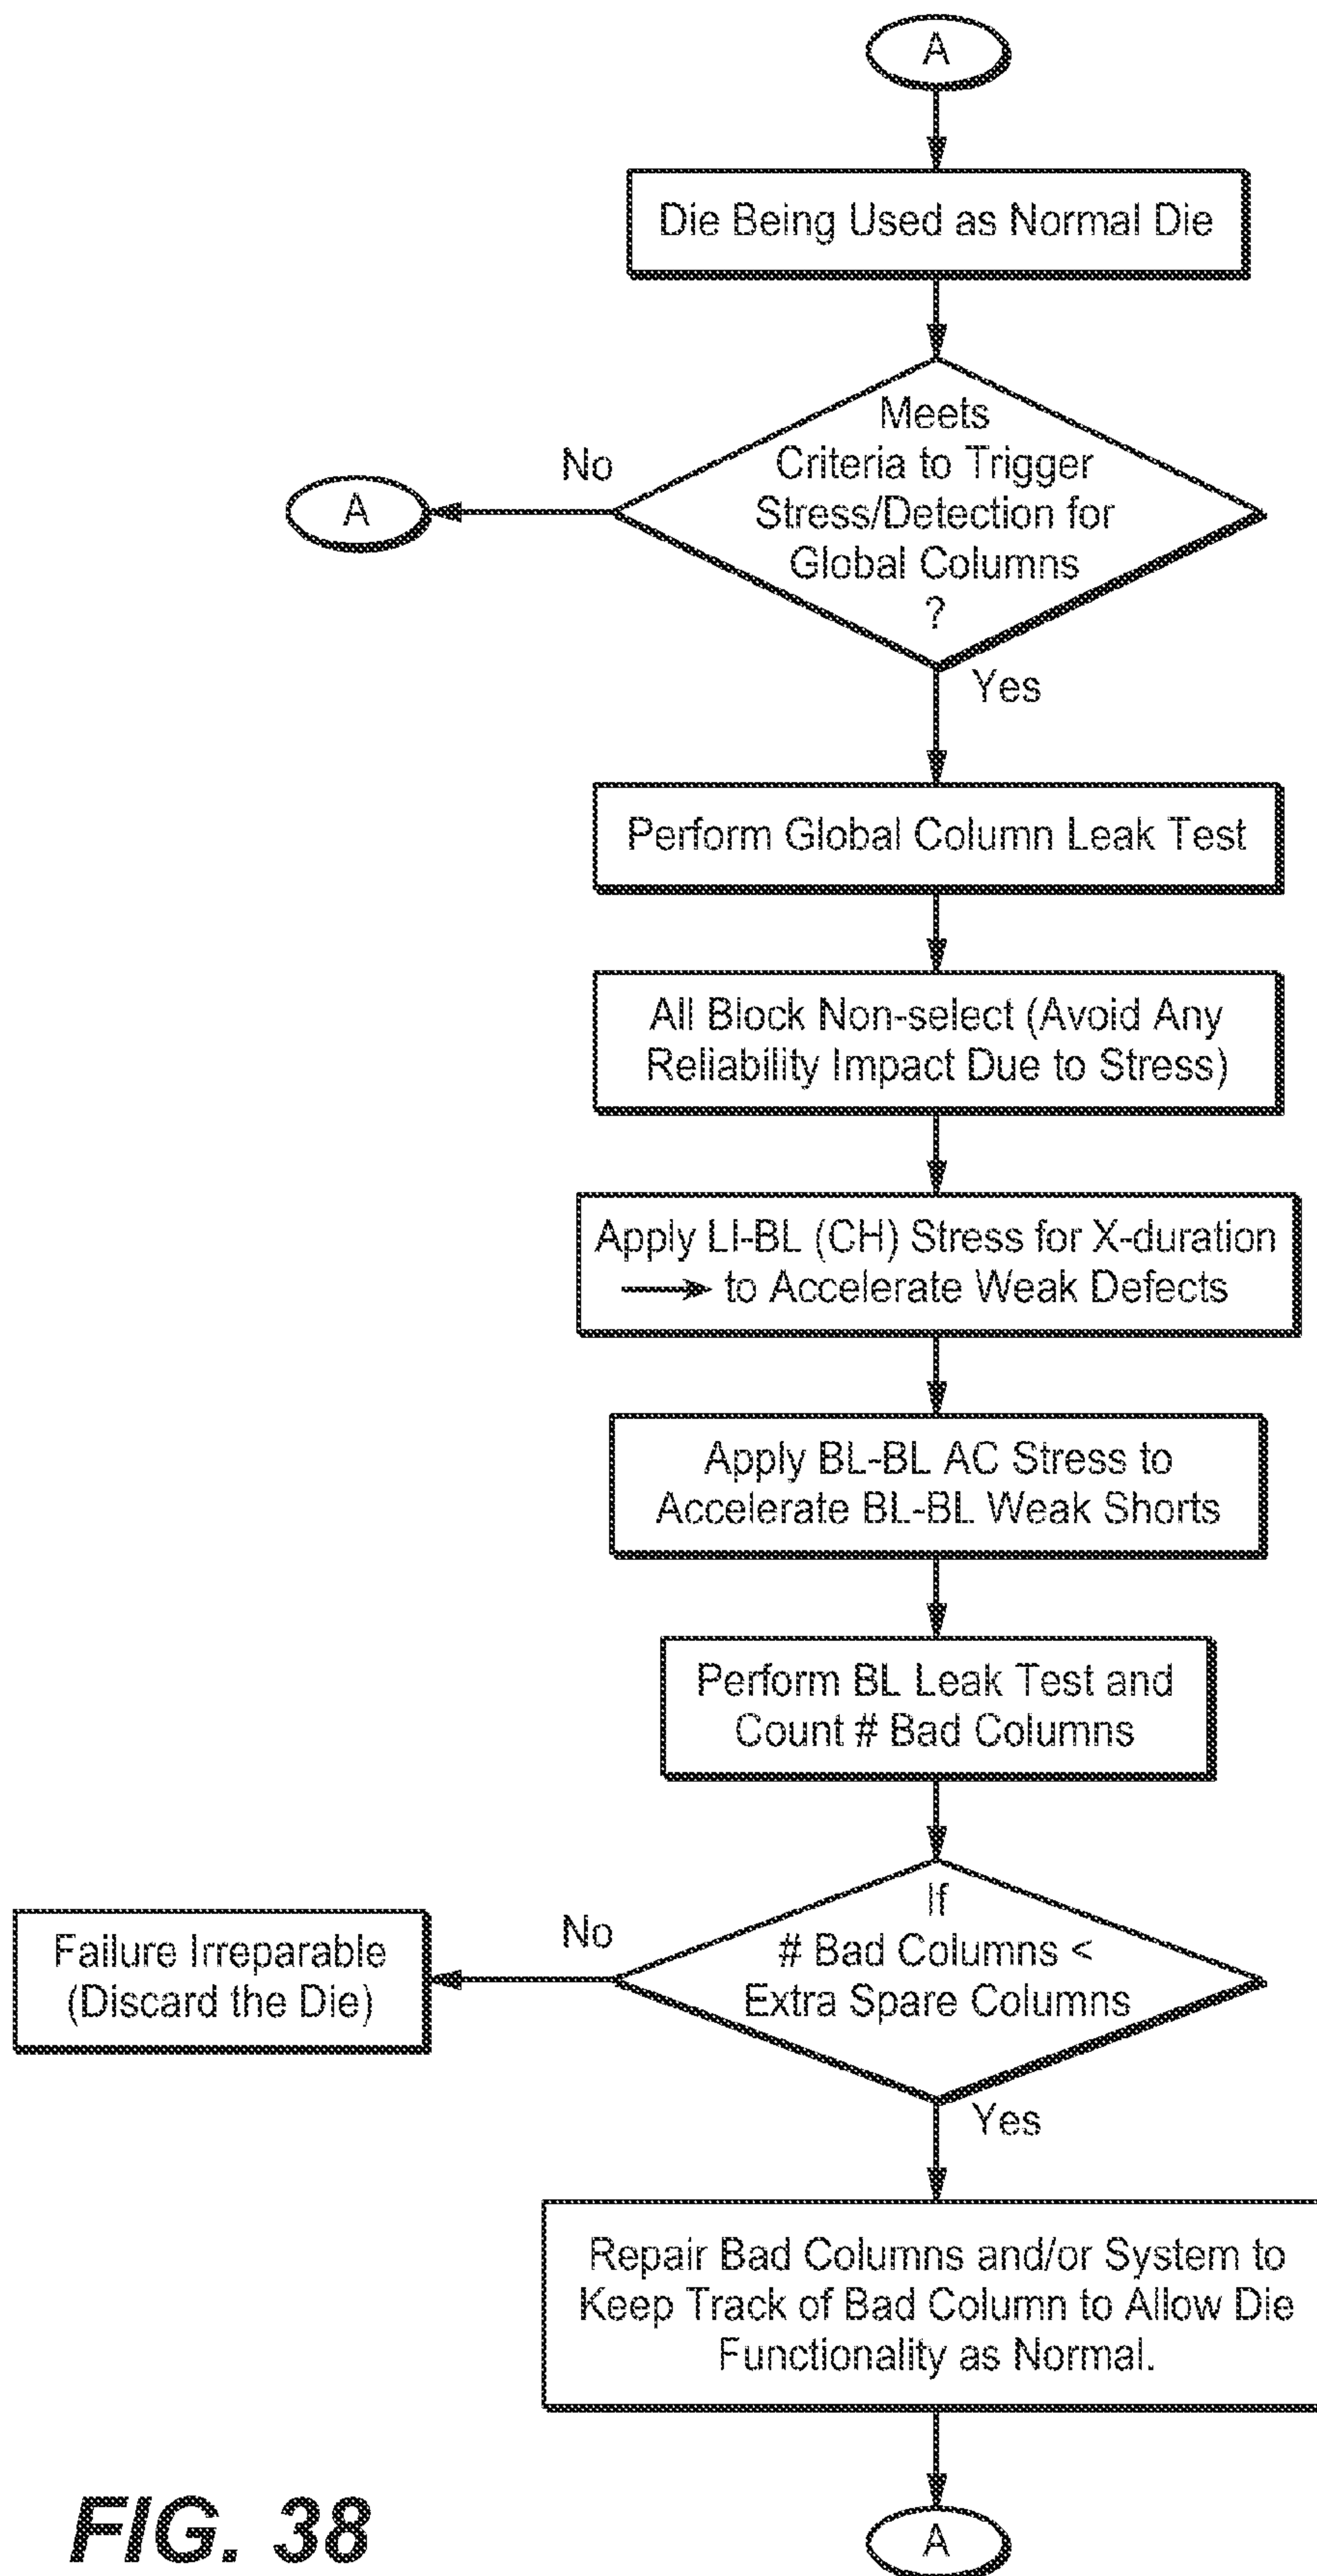 A
Die Being Used as Normal Die
Meets
Criteria to Trigger
Stress/Detection for
Global Columns
?
No
A
Yes
Perform Global Column Leak Test
All Block Non-select (Avoid Any
Reliability Impact Due to Stress)
Apply LI-BL (CH) Stress for X-duration
→ to Accelerate Weak Defects
Apply BL-BL AC Stress to
Accelerate BL-BL Weak Shorts
Perform BL Leak Test and
Count # Bad Columns
If
# Bad Columns <
Extra Spare Columns
No
Failure Irreparable
(Discard the Die)
Yes
Repair Bad Columns and/or System to
Keep Track of Bad Column to Allow Die
Functionality as Normal.
A
FIG. 38